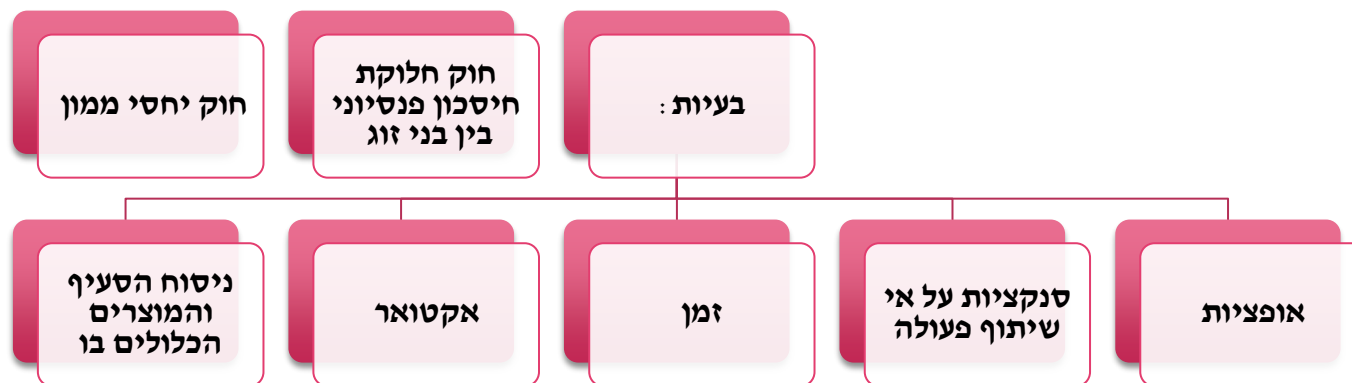 בעיות :
חוק חלוקת
חיסכון פנסיוני
בין בני זוג
חוק יחסי ממון
אופציות
סנקציות על אי
שיתוף פעולה
זמן
אקטואר
ניסוח הסעיף
והמוצרים
הכלולים בו